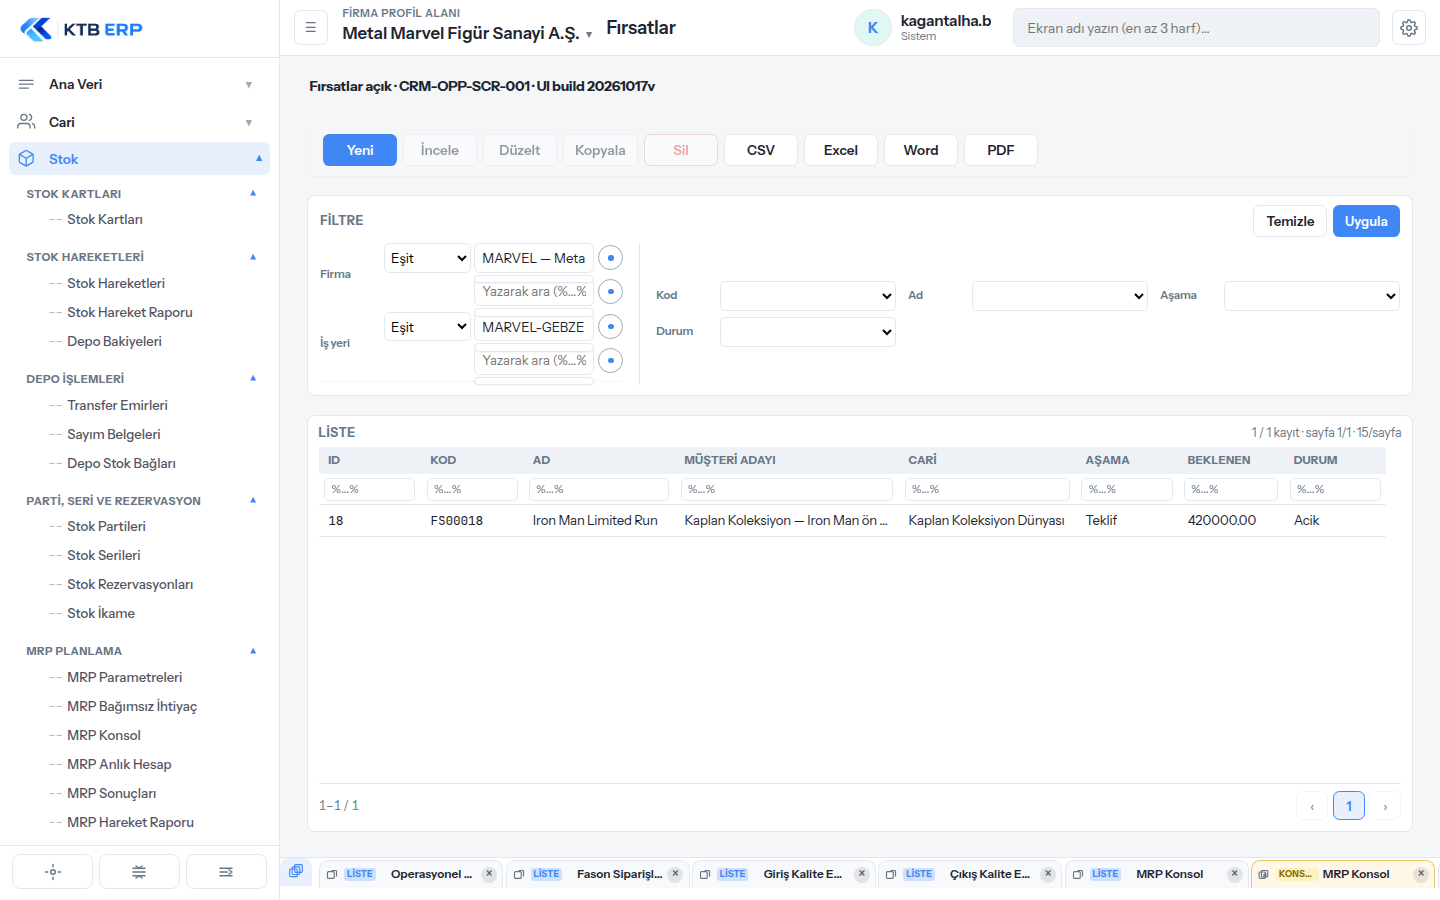 KTB ERP
Ana Veri
Cari
Stok
STOK KARTLARI
Stok Kartları
STOK HAREKETLERİ
Stok Hareketleri
Stok Hareket Raporu
Depo Bakiyeleri
DEPO İŞLEMLERİ
Transfer Emirleri
Sayım Belgeleri
Depo Stok Bağları
PARTİ, SERİ VE REZERVASYON
Stok Partileri
Stok Serileri
Stok Rezervasyonları
Stok İkame
MRP PLANLAMA
MRP Parametreleri
MRP Bağımsız İhtiyaç
MRP Konsol
MRP Anlık Hesap
MRP Sonuçları
MRP Hareket Raporu
FİRMA PROFİL ALANI
Metal Marvel Figür Sanayi A.Ş. Fırsatlar
K kagantalha.b
Sistem
Ekran adı yazın (en az 3 harf)...
Fırsatlar açık · CRM-OPP-SCR-001 · UI build 20261017v
Yeni İncele Düzelt Kopyala Sil CSV Excel Word PDF
FİLTRE
Temizle Uygula
Firma Eşit MARVEL — Meta
Yazarak ara (%...%
İş yeri Eşit MARVEL-GEBZE
Yazarak ara (%...%
Kod Ad Aşama
Durum
LİSTE
1 / 1 kayıt · sayfa 1/1 · 15/sayfa
ID KOD AD MÜŞTERİ ADAYI CARİ AŞAMA BEKLENEN DURUM
%...% %...% %...% %...% %...% %...% %...% %...%
18 FS00018 Iron Man Limited Run Kaplan Koleksiyon — Iron Man ön ... Kaplan Koleksiyon Dünyası Teklif 420000.00 Acik
1–1 / 1
‹ 1 ›
LİSTE Operasyonel ... ×
LİSTE Fason Siparişl... ×
LİSTE Giriş Kalite E... ×
LİSTE Çıkış Kalite E... ×
LİSTE MRP Konsol ×
KONS... MRP Konsol ×